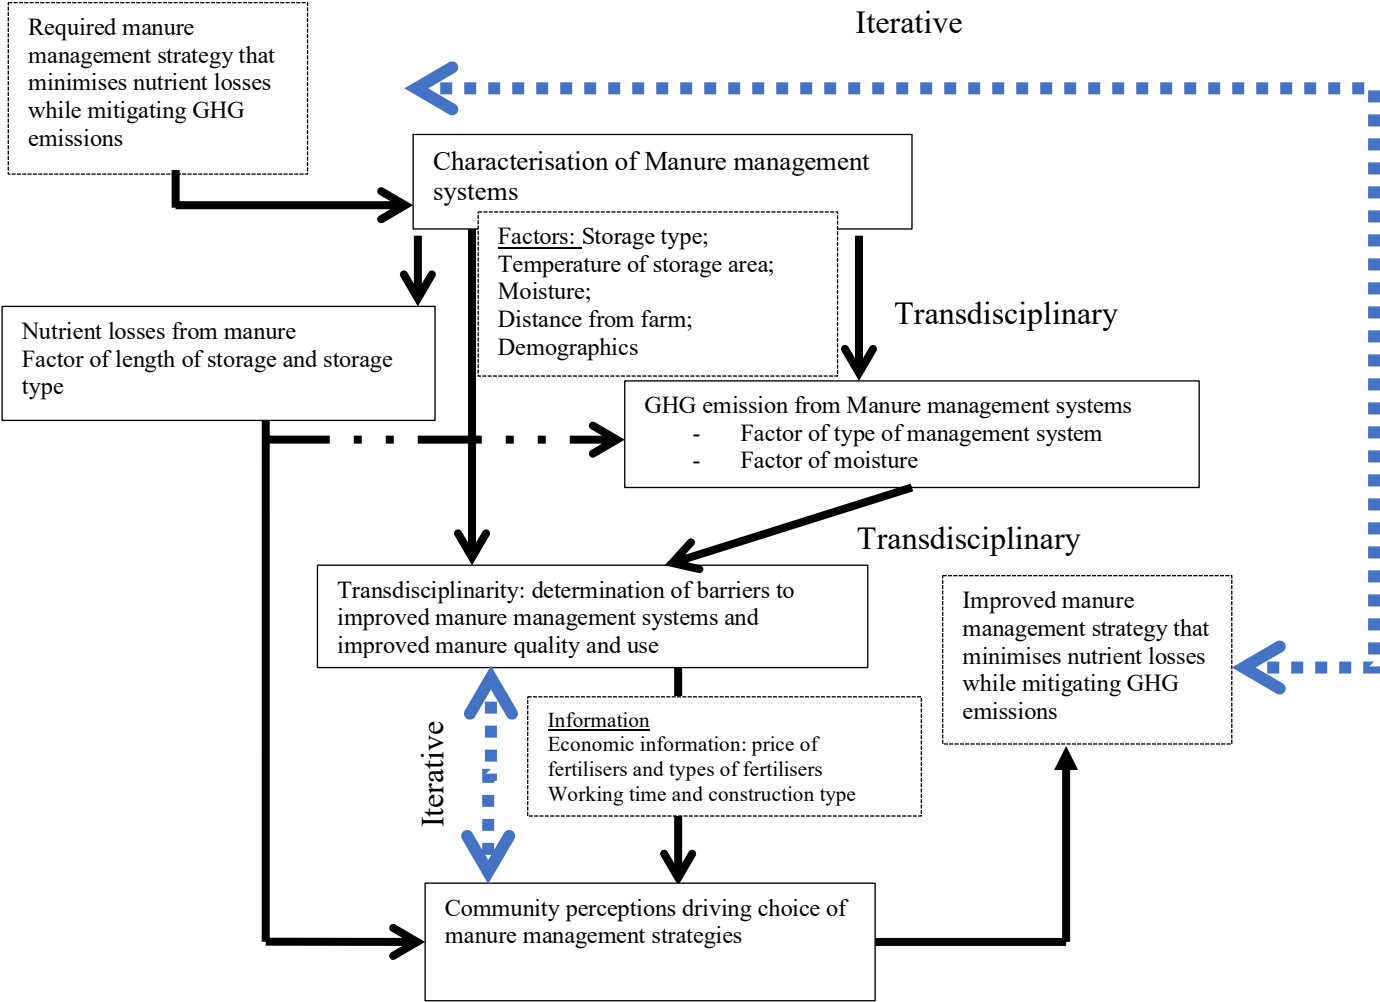 Iterative
Required manure
management strategy that
minimises nutrient losses
while mitigating GHG
emissions
Characterisation of Manure management
systems
Factors: Storage type;
Temperature of storage area;
Moisture;
Distance from farm;
Demographics
Transdisciplinary
Nutrient losses from manure
Factor of length of storage and storage
type
GHG emission from Manure management systems
- Factor of type of management system
- Factor of moisture
Transdisciplinary
Transdisciplinarity: determination of barriers to
improved manure management systems and
improved manure quality and use
Improved manure
management strategy that
minimises nutrient losses
while mitigating GHG
emissions
Iterative
Information
Economic information: price of
fertilisers and types of fertilisers
Working time and construction type
Community perceptions driving choice of
manure management strategies